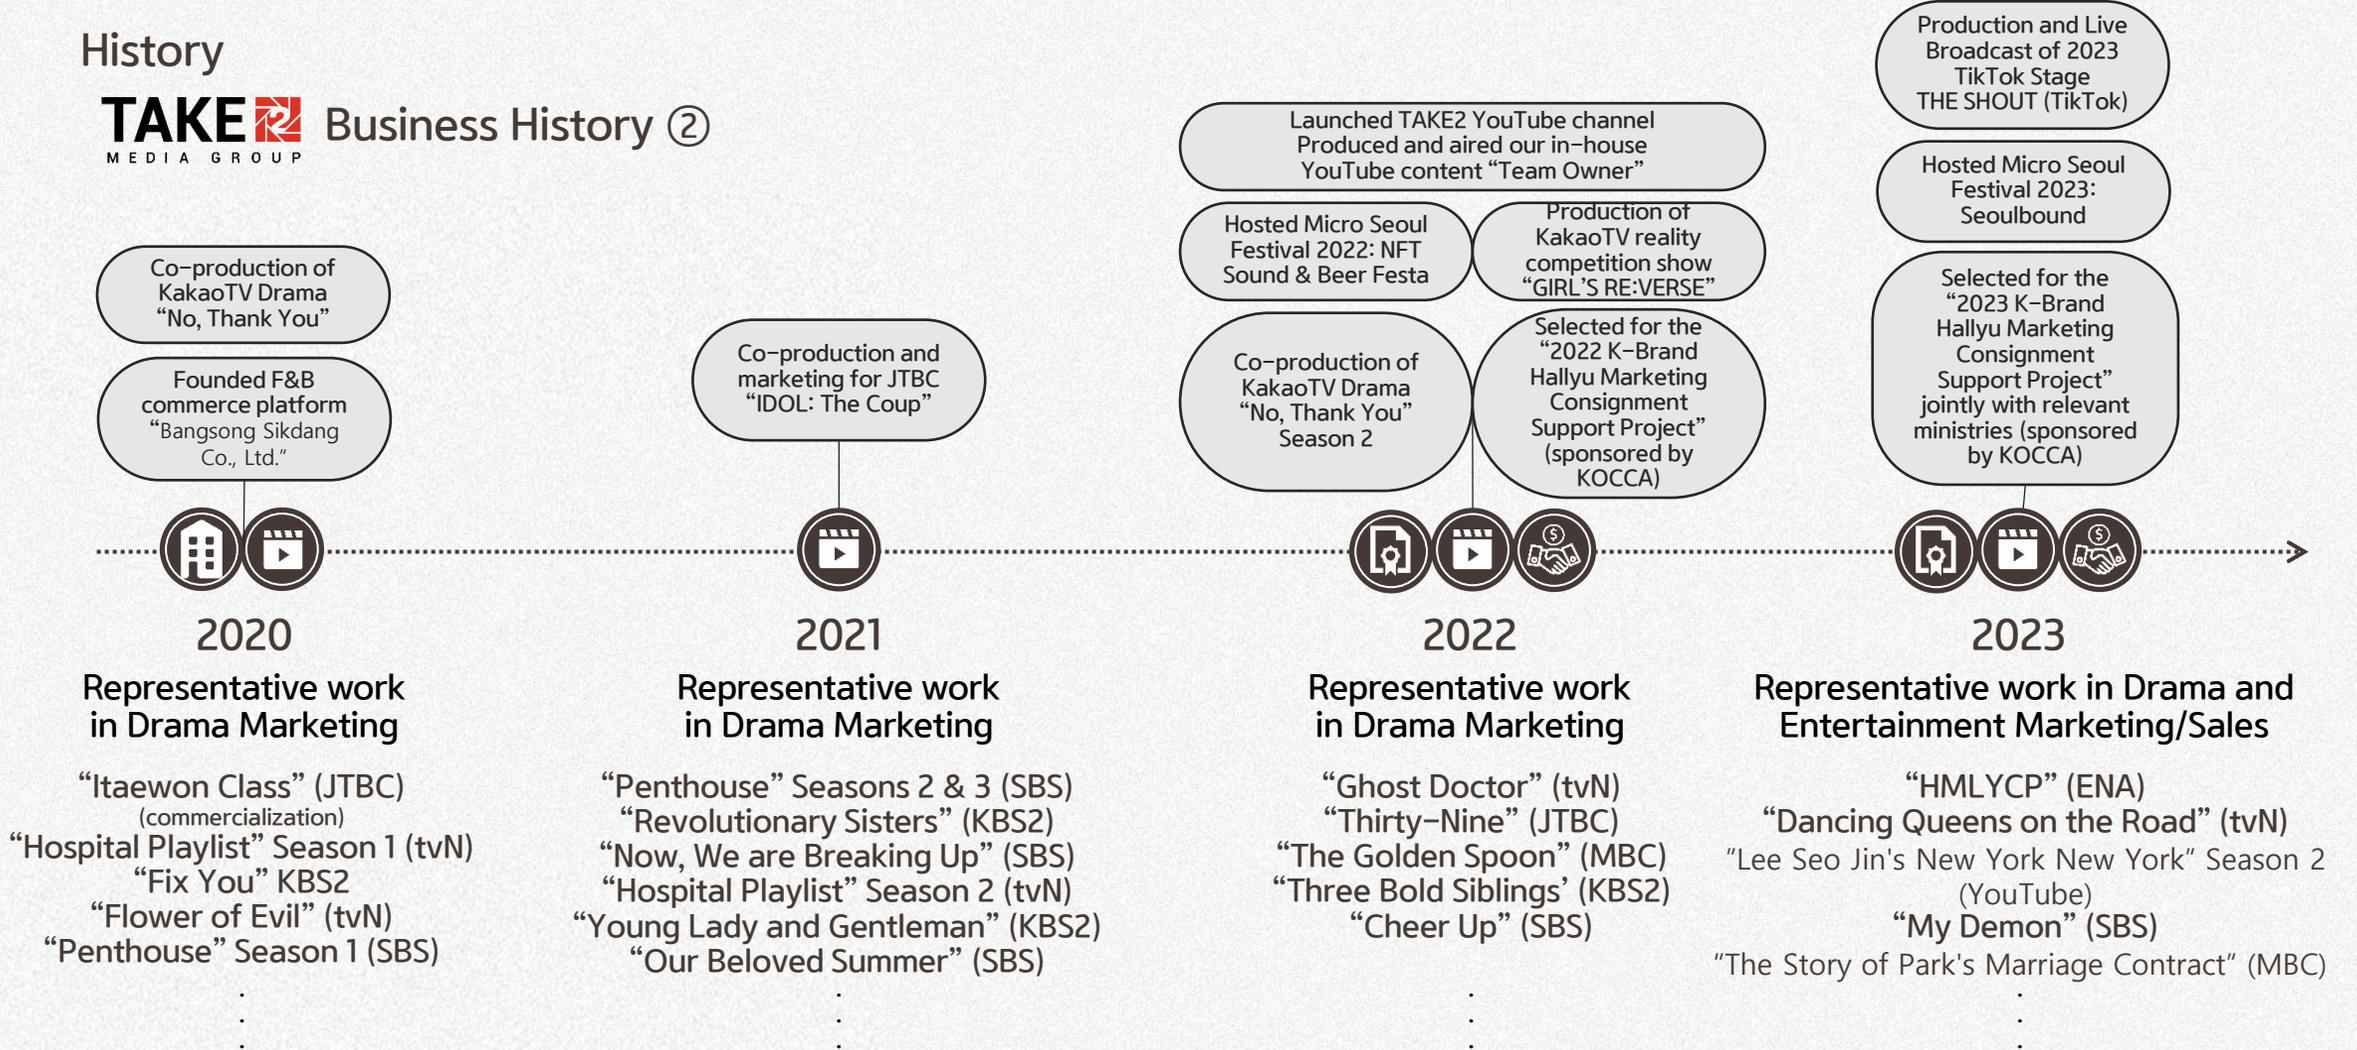 History
TAKE 2
MEDIA GROUP
Business History ②
Co-production of
KakaoTV Drama
“No, Thank You”
Founded F&B
commerce platform
“Bangsong Sikdang
Co., Ltd.”
2020
Representative work
in Drama Marketing
“Itaewon Class” (JTBC)
(commercialization)
“Hospital Playlist” Season 1 (tvN)
“Fix You” KBS2
“Flower of Evil” (tvN)
“Penthouse” Season 1 (SBS)
Co-production and
marketing for JTBC
“IDOL: The Coup”
2021
Representative work
in Drama Marketing
“Penthouse” Seasons 2 & 3 (SBS)
“Revolutionary Sisters” (KBS2)
“Now, We are Breaking Up” (SBS)
“Hospital Playlist” Season 2 (tvN)
“Young Lady and Gentleman” (KBS2)
“Our Beloved Summer” (SBS)
Launched TAKE2 YouTube channel
Produced and aired our in-house
YouTube content “Team Owner”
Hosted Micro Seoul
Festival 2022: NFT
Sound & Beer Festa
Production of
KakaoTV reality
competition show
“GIRL’S RE:VERSE”
Co-production of
KakaoTV Drama
“No, Thank You”
Season 2
Selected for the
“2022 K-Brand
Hallyu Marketing
Consignment
Support Project”
(sponsored by
KOCCA)
$
2022
Representative work
in Drama Marketing
“Ghost Doctor” (tvN)
“Thirty-Nine” (JTBC)
“The Golden Spoon” (MBC)
“Three Bold Siblings’ (KBS2)
“Cheer Up” (SBS)
Production and Live
Broadcast of 2023
TikTok Stage
THE SHOUT (TikTok)
Hosted Micro Seoul
Festival 2023:
Seoulbound
Selected for the
“2023 K-Brand
Hallyu Marketing
Consignment
Support Project”
jointly with relevant
ministries (sponsored
by KOCCA)
$
2023
Representative work in Drama and
Entertainment Marketing/Sales
“HMLYCP” (ENA)
“Dancing Queens on the Road” (tvN)
“Lee Seo Jin's New York New York” Season 2
(YouTube)
“My Demon” (SBS)
“The Story of Park's Marriage Contract” (MBC)